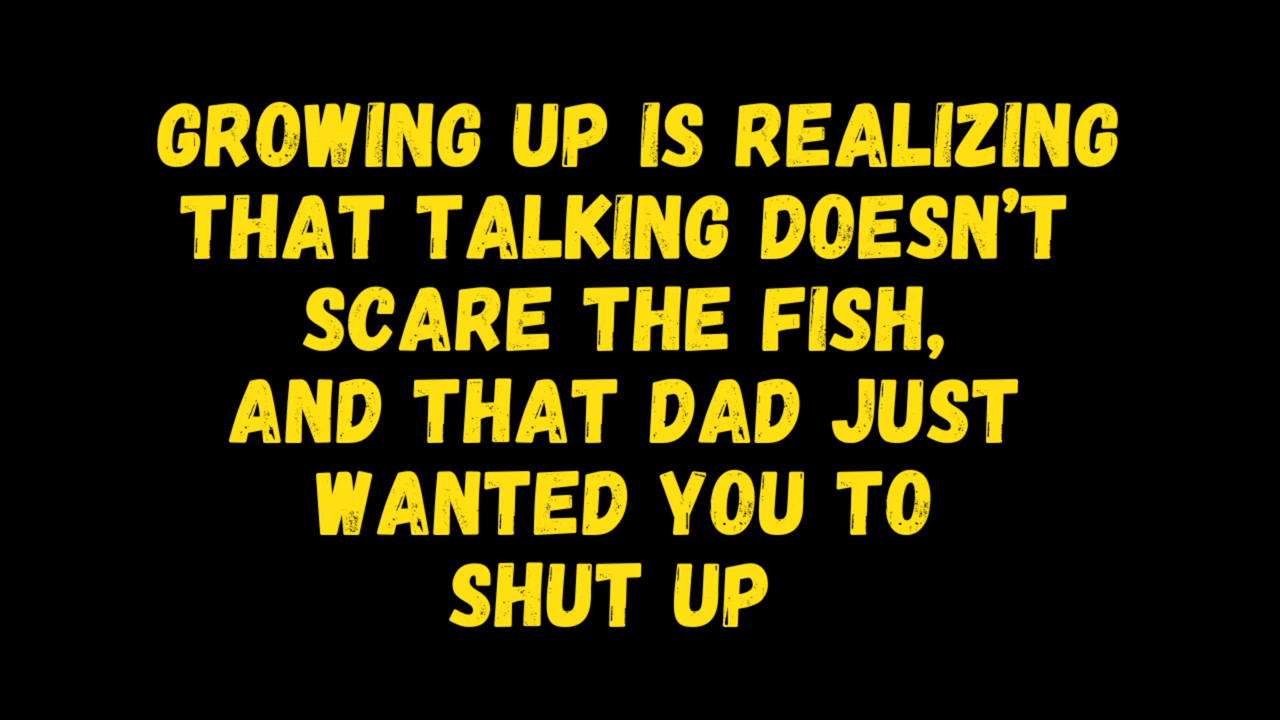 GROWING UP IS REALIZING
THAT TALKING DOESN’T
SCARE THE FISH,
AND THAT DAD JUST
WANTED YOU TO
SHUT UP